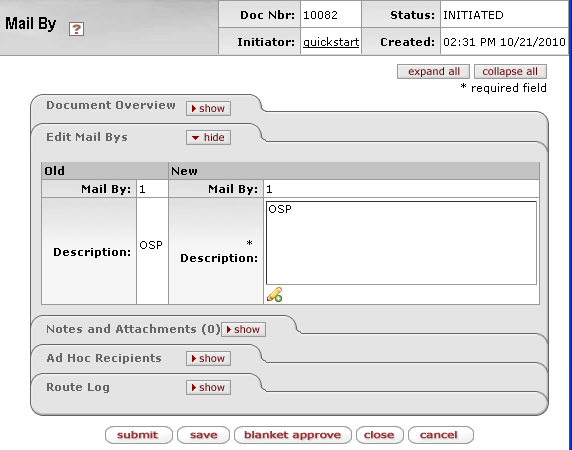 Mail By ?
Doc Nbr: 10082 Status: INITIATED
Initiator: quickstart Created: 02:31 PM 10/21/2010
expand all collapse all
* required field
Document Overview show
Edit Mail Bys hide
Old New
Mail By: 1 Mail By: 1
Description: OSP * Description: OSP
Notes and Attachments (0) show
Ad Hoc Recipients show
Route Log show
submit save blanket approve close cancel